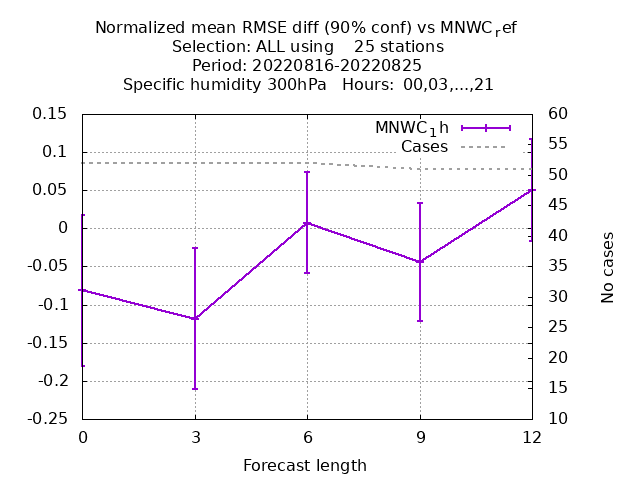 Normalized mean RMSE diff (90% conf) vs MNWCref
Selection: ALL using 25 stations
Period: 20220816-20220825
Specific humidity 300hPa Hours: 00,03,...,21
MNWC1h
Cases
0.15
0.1
0.05
0
-0.05
-0.1
-0.15
-0.2
-0.25
60
55
50
45
40
35
30
25
20
15
10
No cases
0 3 6 9 12
Forecast length